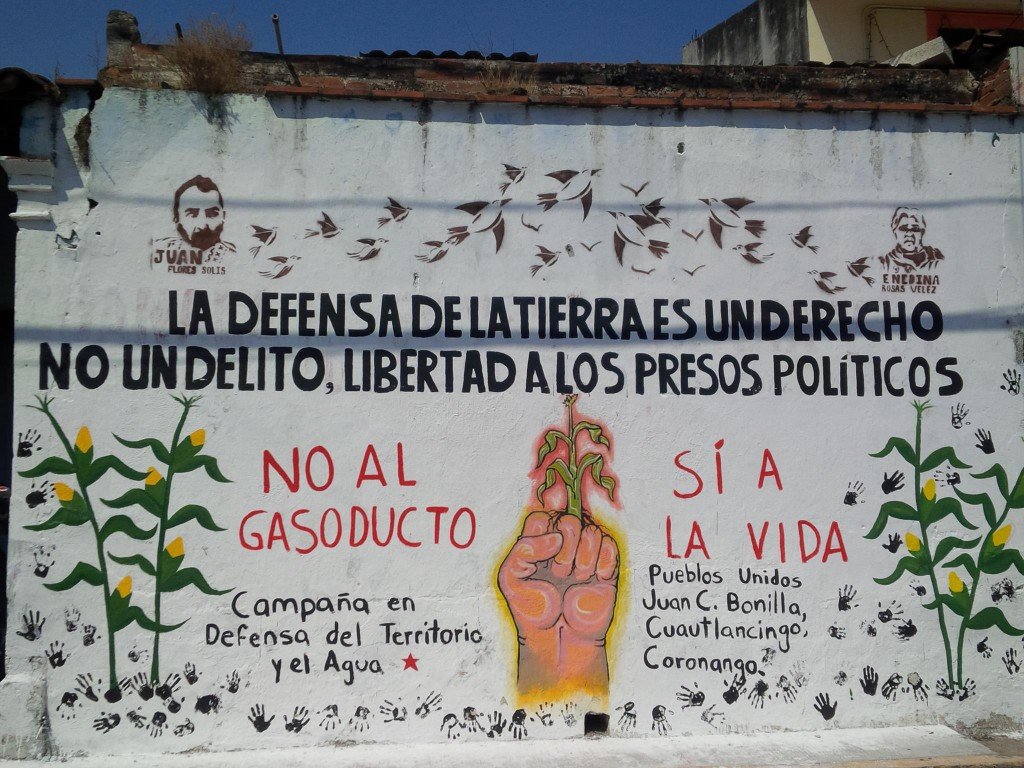 JUAN
FLORES SOLIS
ENEDINA
ROSAS VELEZ
LA DEFENSA DE LA TIERRA ES UN DERECHO
NO UN DELITO, LIBERTAD A LOS PRESOS POLÍTICOS
NO AL
GASODUCTO
SÍ A
LA VIDA
Campaña en
Defensa del Territorio
y el Agua
Pueblos Unidos
Juan C. Bonilla,
Cuautlancingo,
Coronango